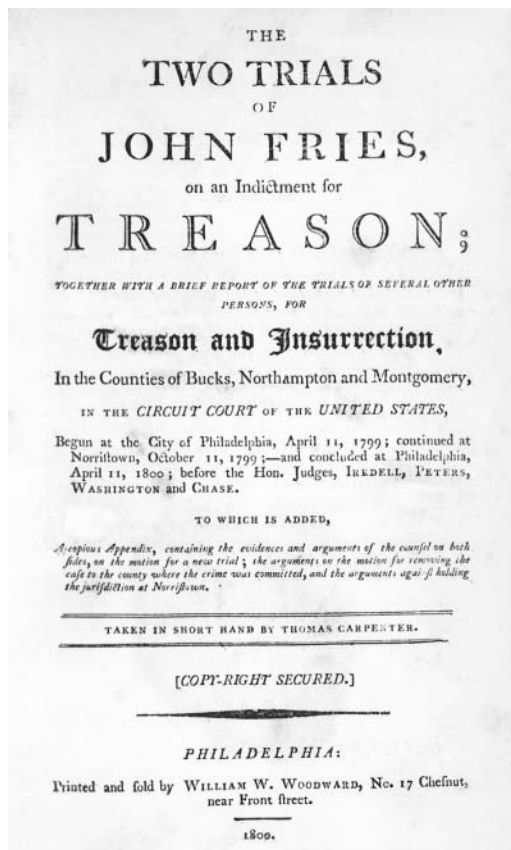 THE
TWO TRIALS
OF
JOHN FRIES,
on an Indictment for
TREASON;
TOGETHER WITH A BRIEF REPORT OF THE TRIALS OF SEVERAL OTHER
PERSONS, FOR
Treason and Insurrection,
In the Counties of Bucks, Northampton and Montgomery,
IN THE CIRCUIT COURT OF THE UNITED STATES,
Begun at the City of Philadelphia, April 11, 1799; continued at
Norriſtown, October 11, 1799;—and concluded at Philadelphia,
April 11, 1800; before the Hon. Judges, IREDELL, PETERS,
WASHINGTON and CHASE.
TO WHICH IS ADDED,
A copious Appendix, containing the evidences and arguments of the counſel on both
ſides, on the motion for a new trial; the arguments on the motion for removing the
caſe to the county where the crime was committed, and the arguments againſt holding
the juriſdiction at Norriſtown.
TAKEN IN SHORT HAND BY THOMAS CARPENTER.
[COPY-RIGHT SECURED.]
PHILADELPHIA:
Printed and ſold by WILLIAM W. WOODWARD, No. 17 Cheſnut,
near Front ſtreet.
1800.